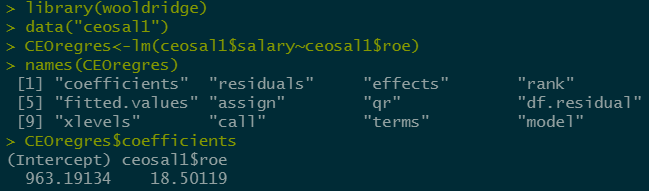 > library(wooldridge)
> data("ceosal1")
> CEOregres<-lm(ceosal1$salary~ceosal1$roe)
> names(CEOregres)
 [1] "coefficients"  "residuals"     "effects"       "rank"
 [5] "fitted.values" "assign"        "qr"            "df.residual"
 [9] "xlevels"       "call"          "terms"         "model"
> CEOregres$coefficients
(Intercept) ceosal1$roe
  963.19134    18.50119